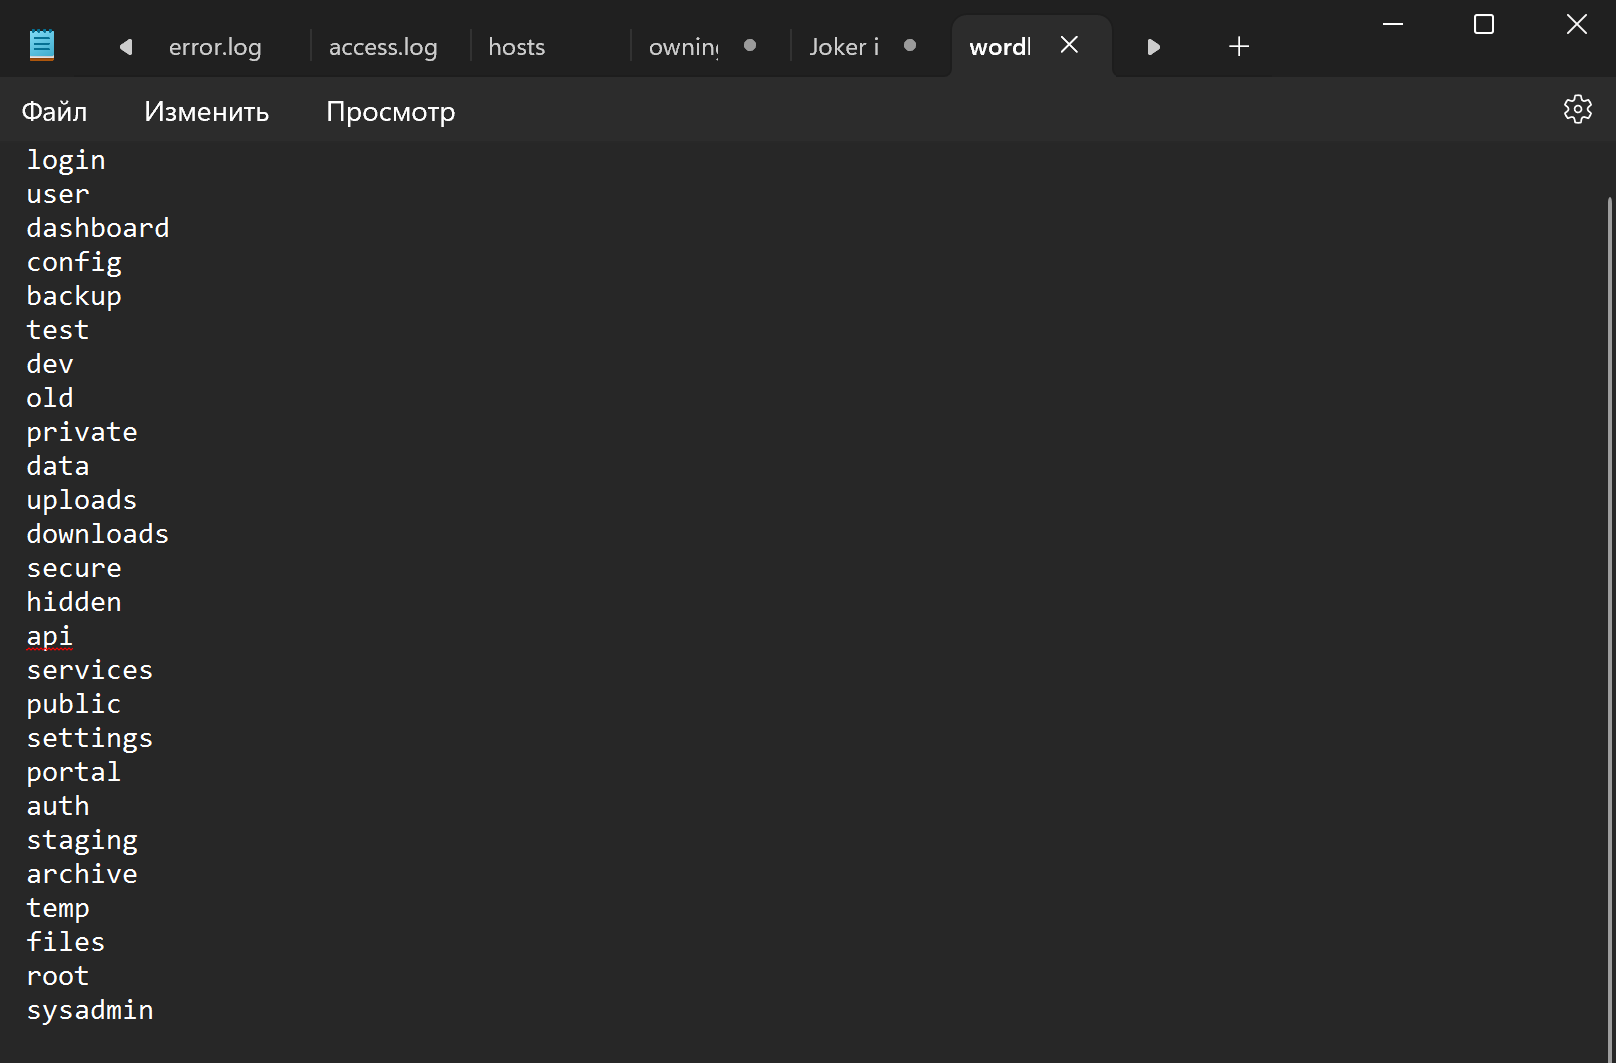 error.log access.log hosts owning Joker i wordl
Файл Изменить Просмотр
login
user
dashboard
config
backup
test
dev
old
private
data
uploads
downloads
secure
hidden
api
services
public
settings
portal
auth
staging
archive
temp
files
root
sysadmin